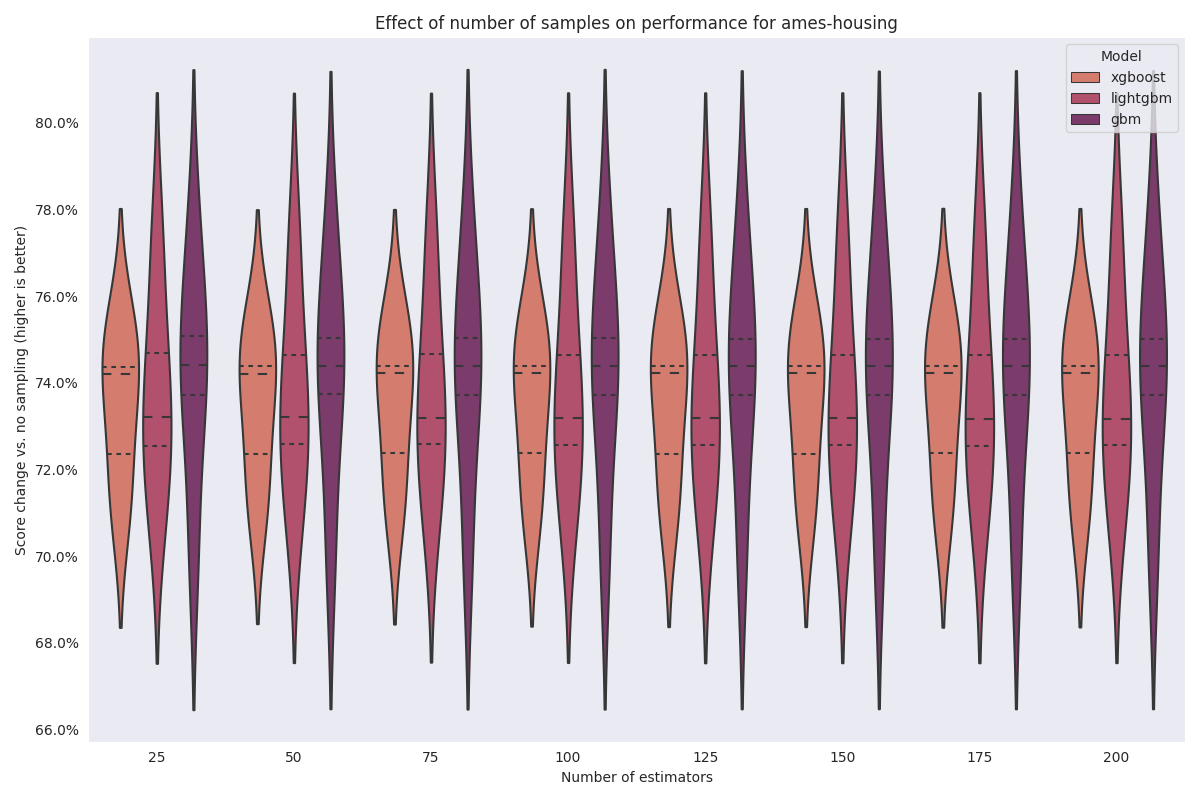 Effect of number of samples on performance for ames-housing
Model
xgboost
lightgbm
gbm
Score change vs. no sampling (higher is better)
80.0%
78.0%
76.0%
74.0%
72.0%
70.0%
68.0%
66.0%
25 50 75 100 125 150 175 200
Number of estimators